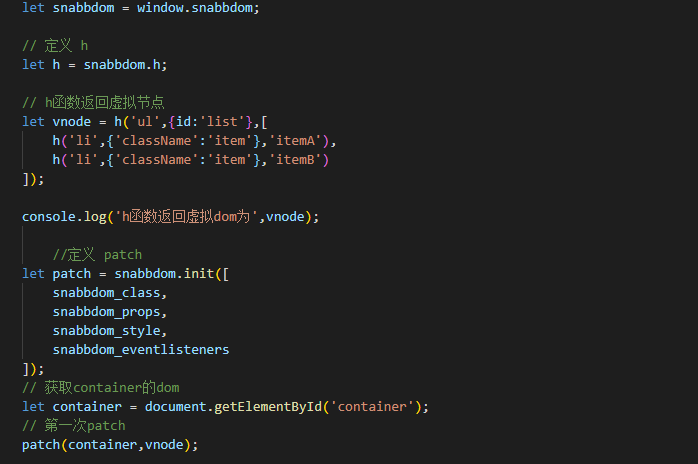 let snabbdom = window.snabbdom;
// 定义 h
let h = snabbdom.h;
// h函数返回虚拟节点
let vnode = h('ul',{id:'list'},[
    h('li',{'className':'item'},'itemA'),
    h('li',{'className':'item'},'itemB')
]);
console.log('h函数返回虚拟dom为',vnode);
    //定义 patch
let patch = snabbdom.init([
    snabbdom_class,
    snabbdom_props,
    snabbdom_style,
    snabbdom_eventlisteners
]);
// 获取container的dom
let container = document.getElementById('container');
// 第一次patch
patch(container,vnode);